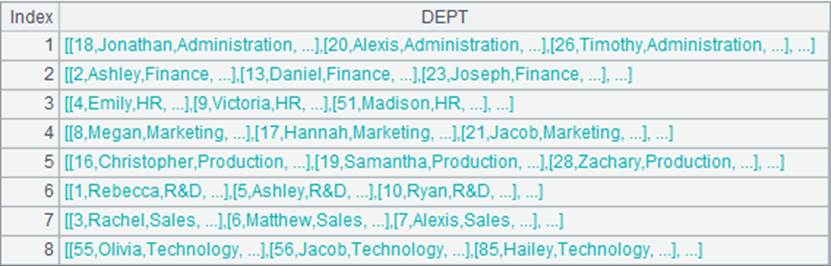 Index DEPT
1 [[18,Jonathan,Administration, ...],[20,Alexis,Administration, ...],[26,Timothy,Administration, ...], ...]
2 [[2,Ashley,Finance, ...],[13,Daniel,Finance, ...],[23,Joseph,Finance, ...], ...]
3 [[4,Emily,HR, ...],[9,Victoria,HR, ...],[51,Madison,HR, ...], ...]
4 [[8,Megan,Marketing, ...],[17,Hannah,Marketing, ...],[21,Jacob,Marketing, ...], ...]
5 [[16,Christopher,Production, ...],[19,Samantha,Production, ...],[28,Zachary,Production, ...], ...]
6 [[1,Rebecca,R&D, ...],[5,Ashley,R&D, ...],[10,Ryan,R&D, ...], ...]
7 [[3,Rachel,Sales, ...],[6,Matthew,Sales, ...],[7,Alexis,Sales, ...], ...]
8 [[55,Olivia,Technology, ...],[56,Jacob,Technology, ...],[85,Hailey,Technology, ...], ...]